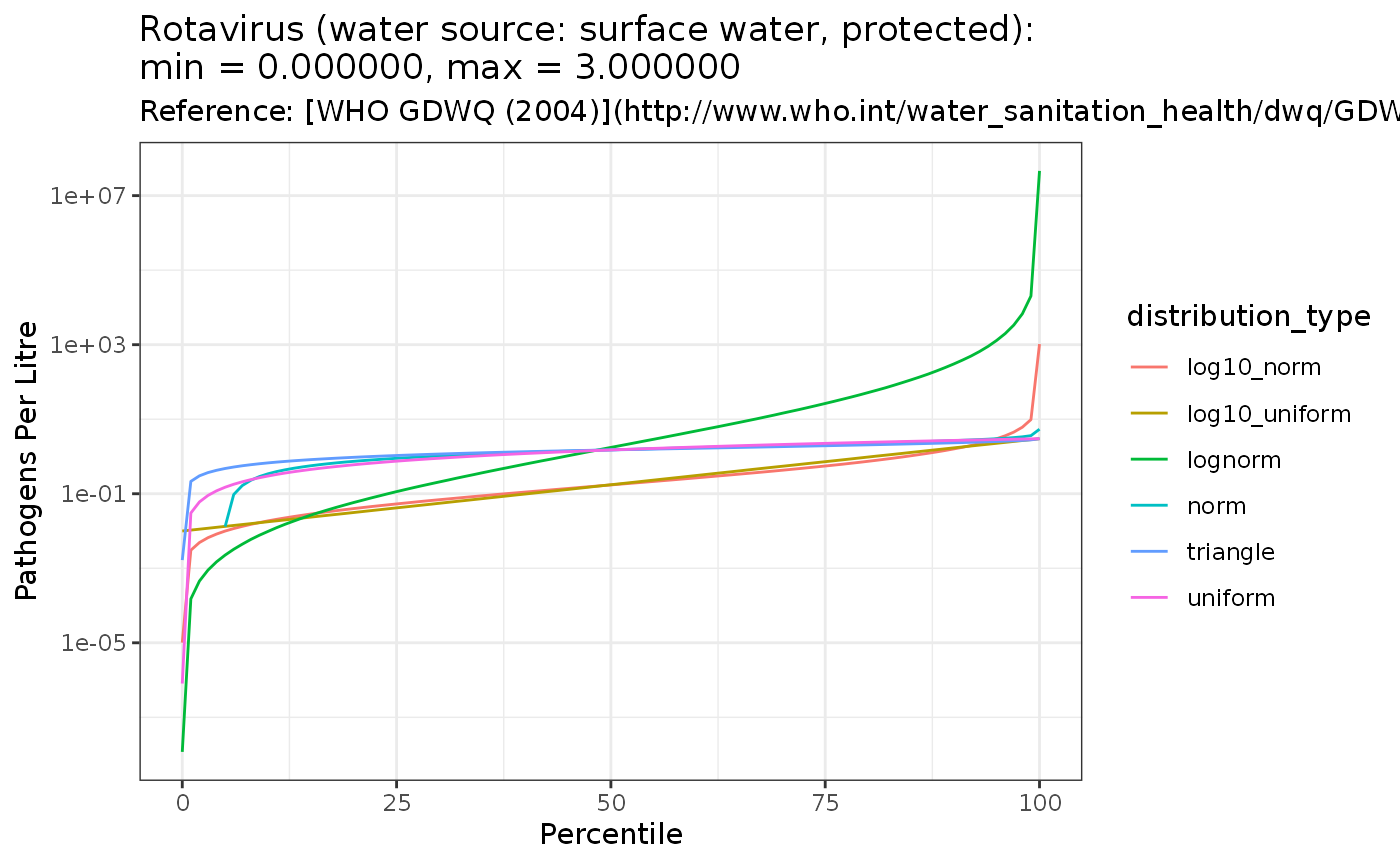 Rotavirus (water source: surface water, protected):
min = 0.000000, max = 3.000000
Reference: [WHO GDWQ (2004)](http://www.who.int/water_sanitation_health/dwq/GDW
1e+07
1e+03
1e-01
1e-05
Pathogens Per Litre
0 25 50 75 100
Percentile
distribution_type
log10_norm
log10_uniform
lognorm
norm
triangle
uniform